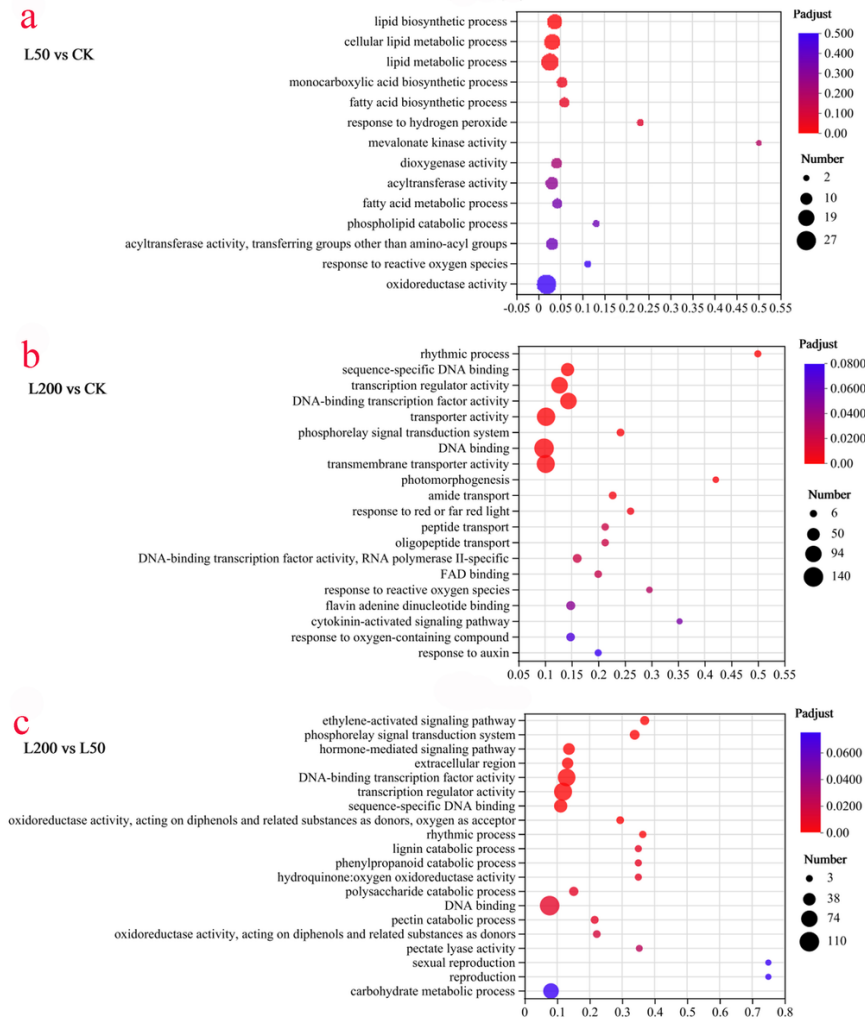 a
L50 vs CK
lipid biosynthetic process
cellular lipid metabolic process
lipid metabolic process
monocarboxylic acid biosynthetic process
fatty acid biosynthetic process
response to hydrogen peroxide
mevalonate kinase activity
dioxygenase activity
acyltransferase activity
fatty acid metabolic process
phospholipid catabolic process
acyltransferase activity, transferring groups other than amino-acyl groups
response to reactive oxygen species
oxidoreductase activity
-0.05 0 0.05 0.1 0.15 0.2 0.25 0.3 0.35 0.4 0.45 0.5 0.55
Padjust
0.500
0.400
0.300
0.200
0.100
0.00
Number
2
10
19
27
b
L200 vs CK
rhythmic process
sequence-specific DNA binding
transcription regulator activity
DNA-binding transcription factor activity
transporter activity
phosphorelay signal transduction system
DNA binding
transmembrane transporter activity
photomorphogenesis
amide transport
response to red or far red light
peptide transport
oligopeptide transport
DNA-binding transcription factor activity, RNA polymerase II-specific
FAD binding
response to reactive oxygen species
flavin adenine dinucleotide binding
cytokinin-activated signaling pathway
response to oxygen-containing compound
response to auxin
0.05 0.1 0.15 0.2 0.25 0.3 0.35 0.4 0.45 0.5 0.55
Padjust
0.0800
0.0600
0.0400
0.0200
0.00
Number
6
50
94
140
c
L200 vs L50
ethylene-activated signaling pathway
phosphorelay signal transduction system
hormone-mediated signaling pathway
extracellular region
DNA-binding transcription factor activity
transcription regulator activity
sequence-specific DNA binding
oxidoreductase activity, acting on diphenols and related substances as donors, oxygen as acceptor
rhythmic process
lignin catabolic process
phenylpropanoid catabolic process
hydroquinone:oxygen oxidoreductase activity
polysaccharide catabolic process
DNA binding
pectin catabolic process
oxidoreductase activity, acting on diphenols and related substances as donors
pectate lyase activity
sexual reproduction
reproduction
carbohydrate metabolic process
0 0.1 0.2 0.3 0.4 0.5 0.6 0.7 0.8
Padjust
0.0600
0.0400
0.0200
0.00
Number
3
38
74
110